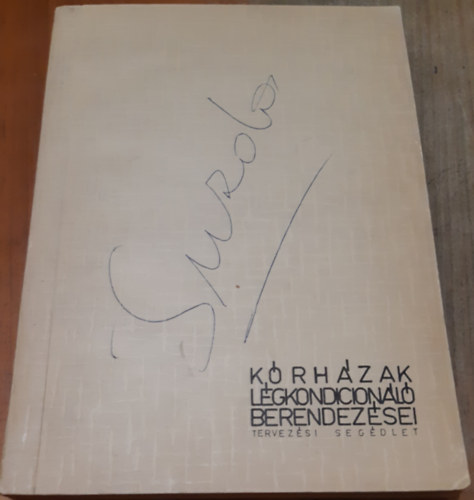 KÓRHÁZAK
LÉGKONDICIONÁLÓ
BERENDEZÉSEI
TERVEZÉSI SEGÉDLET